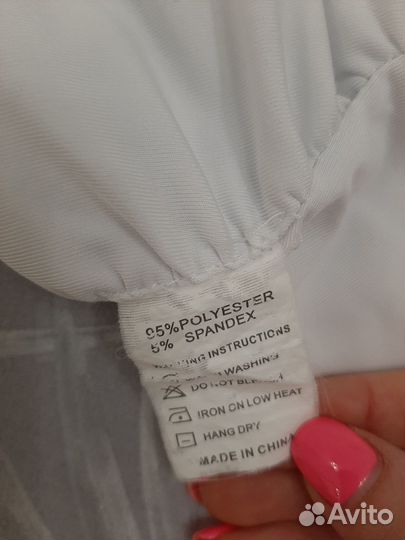 95% POLYESTER
5% SPANDEX
INSTRUCTIONS
WASHING
DO NOT
IRON ON LOW HEAT
HANG DRY
MADE IN CHINA
Avito